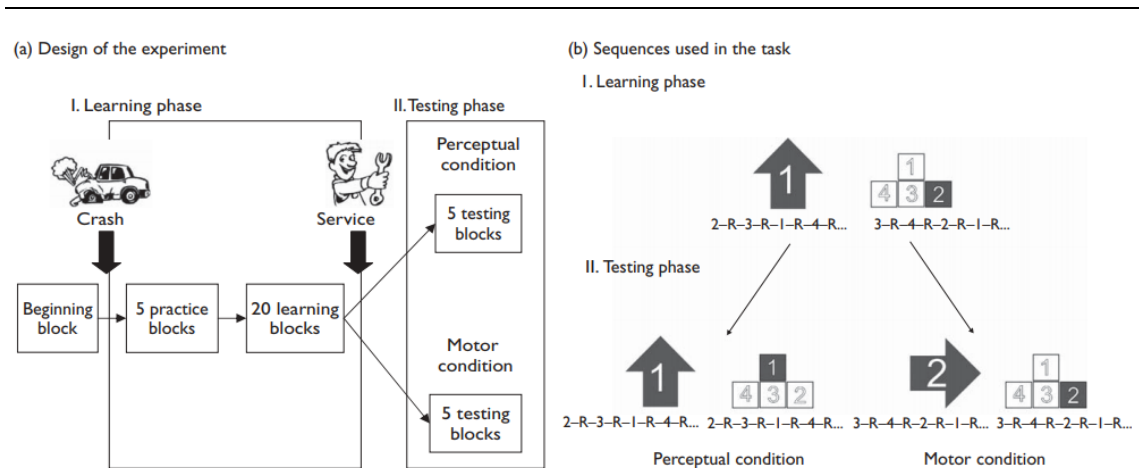 (a) Design of the experiment
I. Learning phase
II. Testing phase
Crash
Service
Beginning
block
5 practice
blocks
20 learning
blocks
Perceptual
condition
5 testing
blocks
Motor
condition
5 testing
blocks
(b) Sequences used in the task
I. Learning phase
1
1
4 3 2
2–R–3–R–1–R–4–R...
3–R–4–R–2–R–1–R...
II. Testing phase
1
1
4 3 2
2
1
4 3 2
2–R–3–R–1–R–4–R...
2–R–3–R–1–R–4–R...
3–R–4–R–2–R–1–R...
3–R–4–R–2–R–1–R...
Perceptual condition
Motor condition